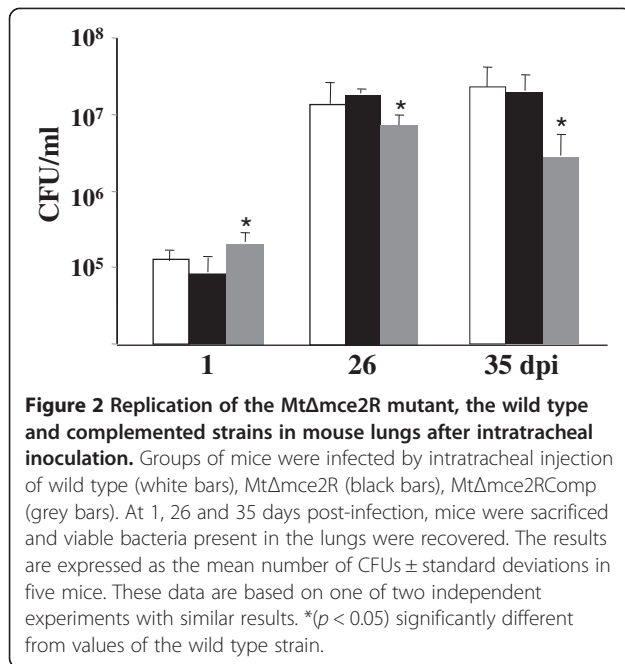 10⁸
10⁷
10⁶
10⁵
CFU/ml
*
*
*
1 26 35 dpi
Figure 2 Replication of the MtΔmce2R mutant, the wild type
and complemented strains in mouse lungs after intratracheal
inoculation. Groups of mice were infected by intratracheal injection
of wild type (white bars), MtΔmce2R (black bars), MtΔmce2RComp
(grey bars). At 1, 26 and 35 days post-infection, mice were sacrificed
and viable bacteria present in the lungs were recovered. The results
are expressed as the mean number of CFUs ± standard deviations in
five mice. These data are based on one of two independent
experiments with similar results. *(p < 0.05) significantly different
from values of the wild type strain.